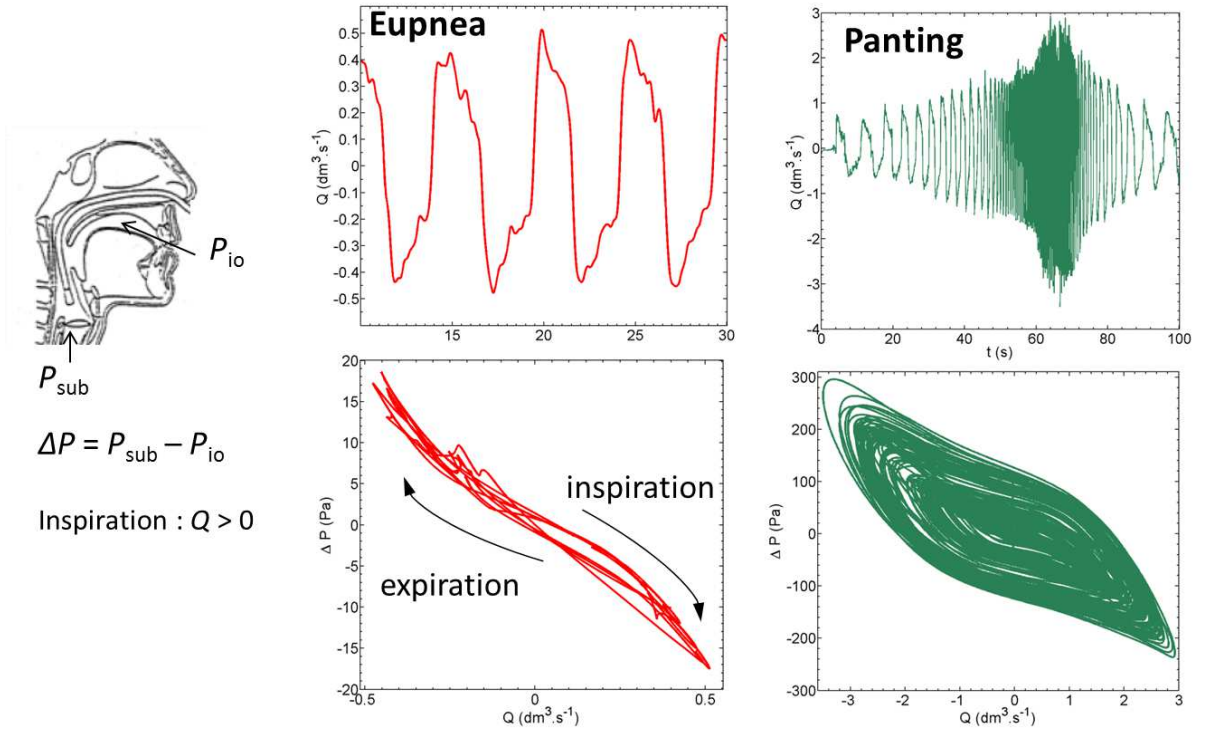 P_io
P_sub
ΔP = P_sub – P_io
Inspiration : Q > 0
Eupnea
0.5
0.4
0.3
0.2
0.1
0
-0.1
-0.2
-0.3
-0.4
-0.5
Q (dm³.s⁻¹)
15 20 25 30
Panting
3
2
1
0
-1
-2
-3
-4
Q (dm³.s⁻¹)
0 20 40 60 80 100
t (s)
20
15
10
5
0
-5
-10
-15
-20
Δ P (Pa)
inspiration
expiration
-0.5 0 0.5
Q (dm³.s⁻¹)
300
200
100
0
-100
-200
-300
Δ P (Pa)
-3 -2 -1 0 1 2 3
Q (dm³.s⁻¹)